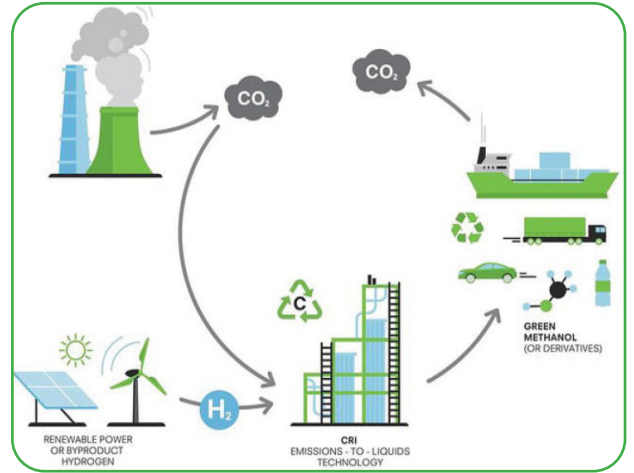 CO₂
CO₂
C
H₂
GREEN
METHANOL
(OR DERIVATIVES)
RENEWABLE POWER
OR BYPRODUCT
HYDROGEN
CRI
EMISSIONS - TO - LIQUIDS
TECHNOLOGY